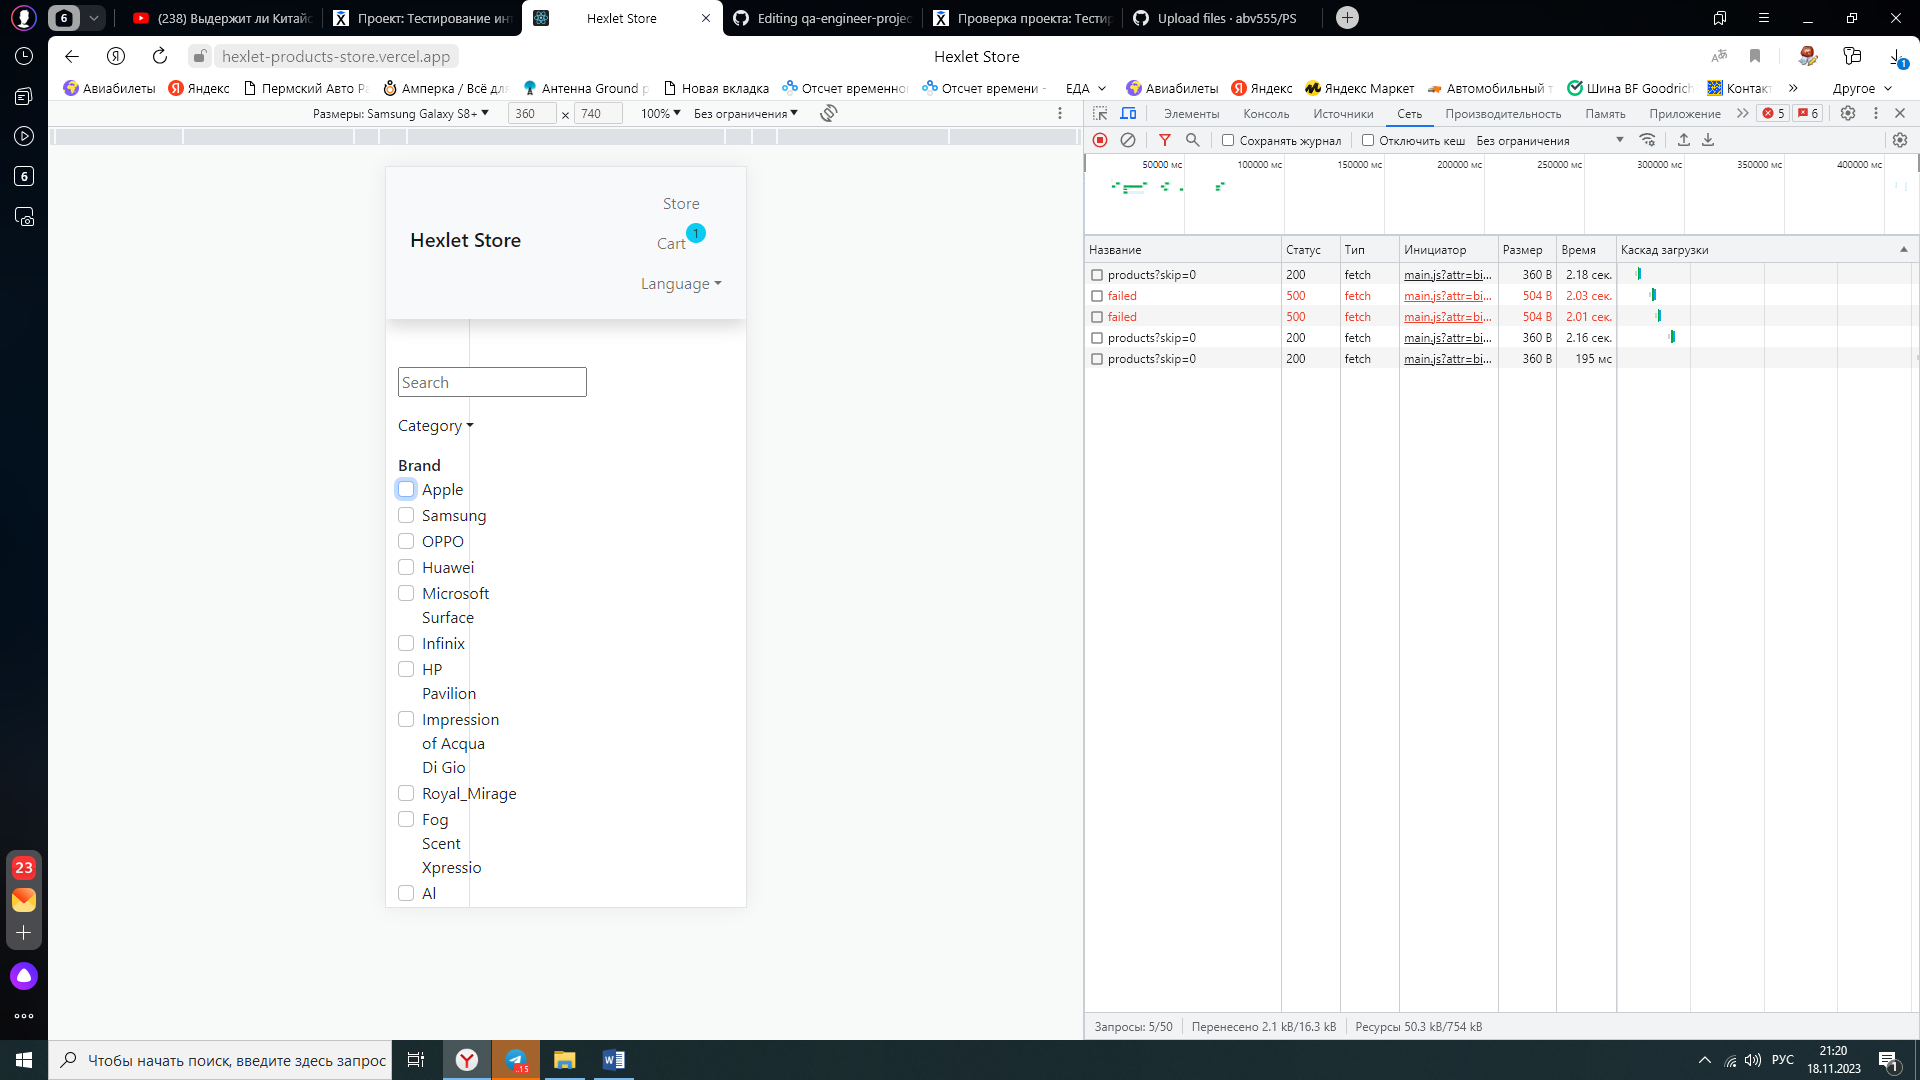 6
(238) Выдержит ли Китайс
Проект: Тестирование инт
Hexlet Store
Editing qa-engineer-projec
Проверка проекта: Тестир
Upload files · abv555/PS
hexlet-products-store.vercel.app
Hexlet Store
1
Авиабилеты
Яндекс
Пермский Авто Ра
Амперка / Всё для
Антенна Ground p
Новая вкладка
Отсчет временног
Отсчет времени -
ЕДА
Авиабилеты
Яндекс
Яндекс Маркет
Автомобильный т
Шина BF Goodrich
Контакт
Другое
Размеры: Samsung Galaxy S8+
360
x
740
100%
Без ограничения
Элементы
Консоль
Источники
Сеть
Производительность
Память
Приложение
5
6
Сохранять журнал
Отключить кеш
Без ограничения
50000 мс
100000 мс
150000 мс
200000 мс
250000 мс
300000 мс
350000 мс
400000 мс
Название Статус Тип Инициатор Размер Время Каскад загрузки
products?skip=0 200 fetch main.js?attr=bi... 360 B 2.18 сек.
failed 500 fetch main.js?attr=bi... 504 B 2.03 сек.
failed 500 fetch main.js?attr=bi... 504 B 2.01 сек.
products?skip=0 200 fetch main.js?attr=bi... 360 B 2.16 сек.
products?skip=0 200 fetch main.js?attr=bi... 360 B 195 мс
Запросы: 5/50
Перенесено 2.1 kB/16.3 kB
Ресурсы 50.3 kB/754 kB
Hexlet Store
Store
Cart
1
Language
Search
Category
Brand
Apple
Samsung
OPPO
Huawei
Microsoft
Surface
Infinix
HP
Pavilion
Impression
of Acqua
Di Gio
Royal_Mirage
Fog
Scent
Xpressio
Al
6
23
Чтобы начать поиск, введите здесь запрос
..15
РУС
21:20
18.11.2023
1